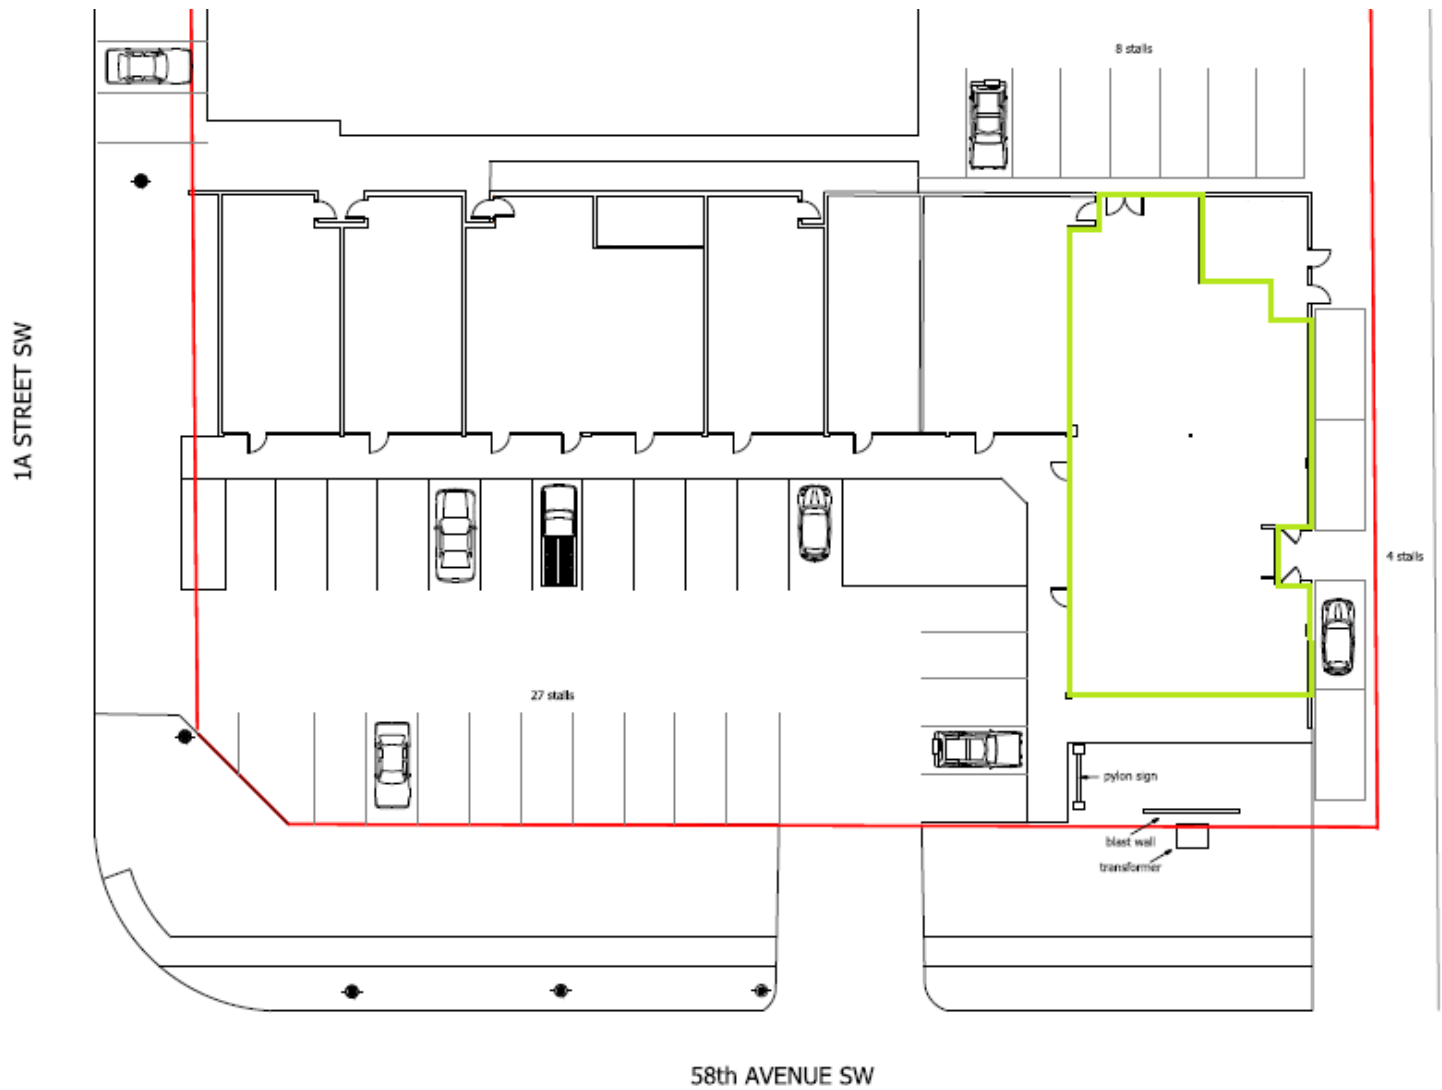 8 stalls
1A STREET SW
4 stalls
27 stalls
pylon sign
blast wall
transformer
58th AVENUE SW